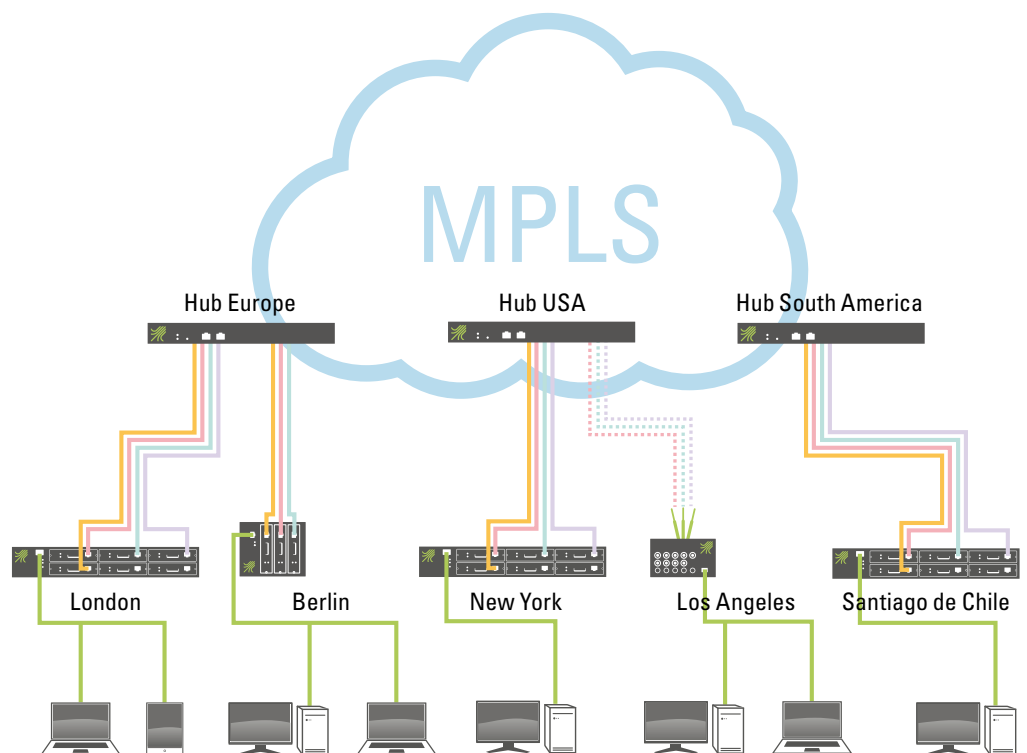 MPLS
Hub Europe
Hub USA
Hub South America
London
Berlin
New York
Los Angeles
Santiago de Chile